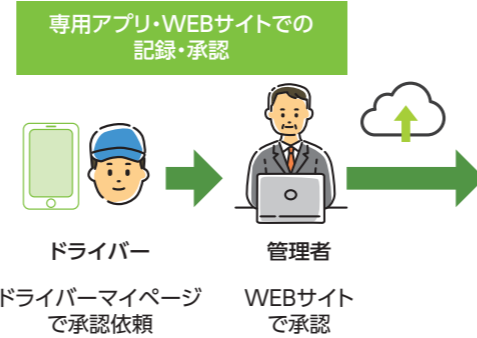 専用アプリ・WEBサイトでの
記録・承認
ドライバー
管理者
ドライバーマイページ
で承認依頼
WEBサイト
で承認